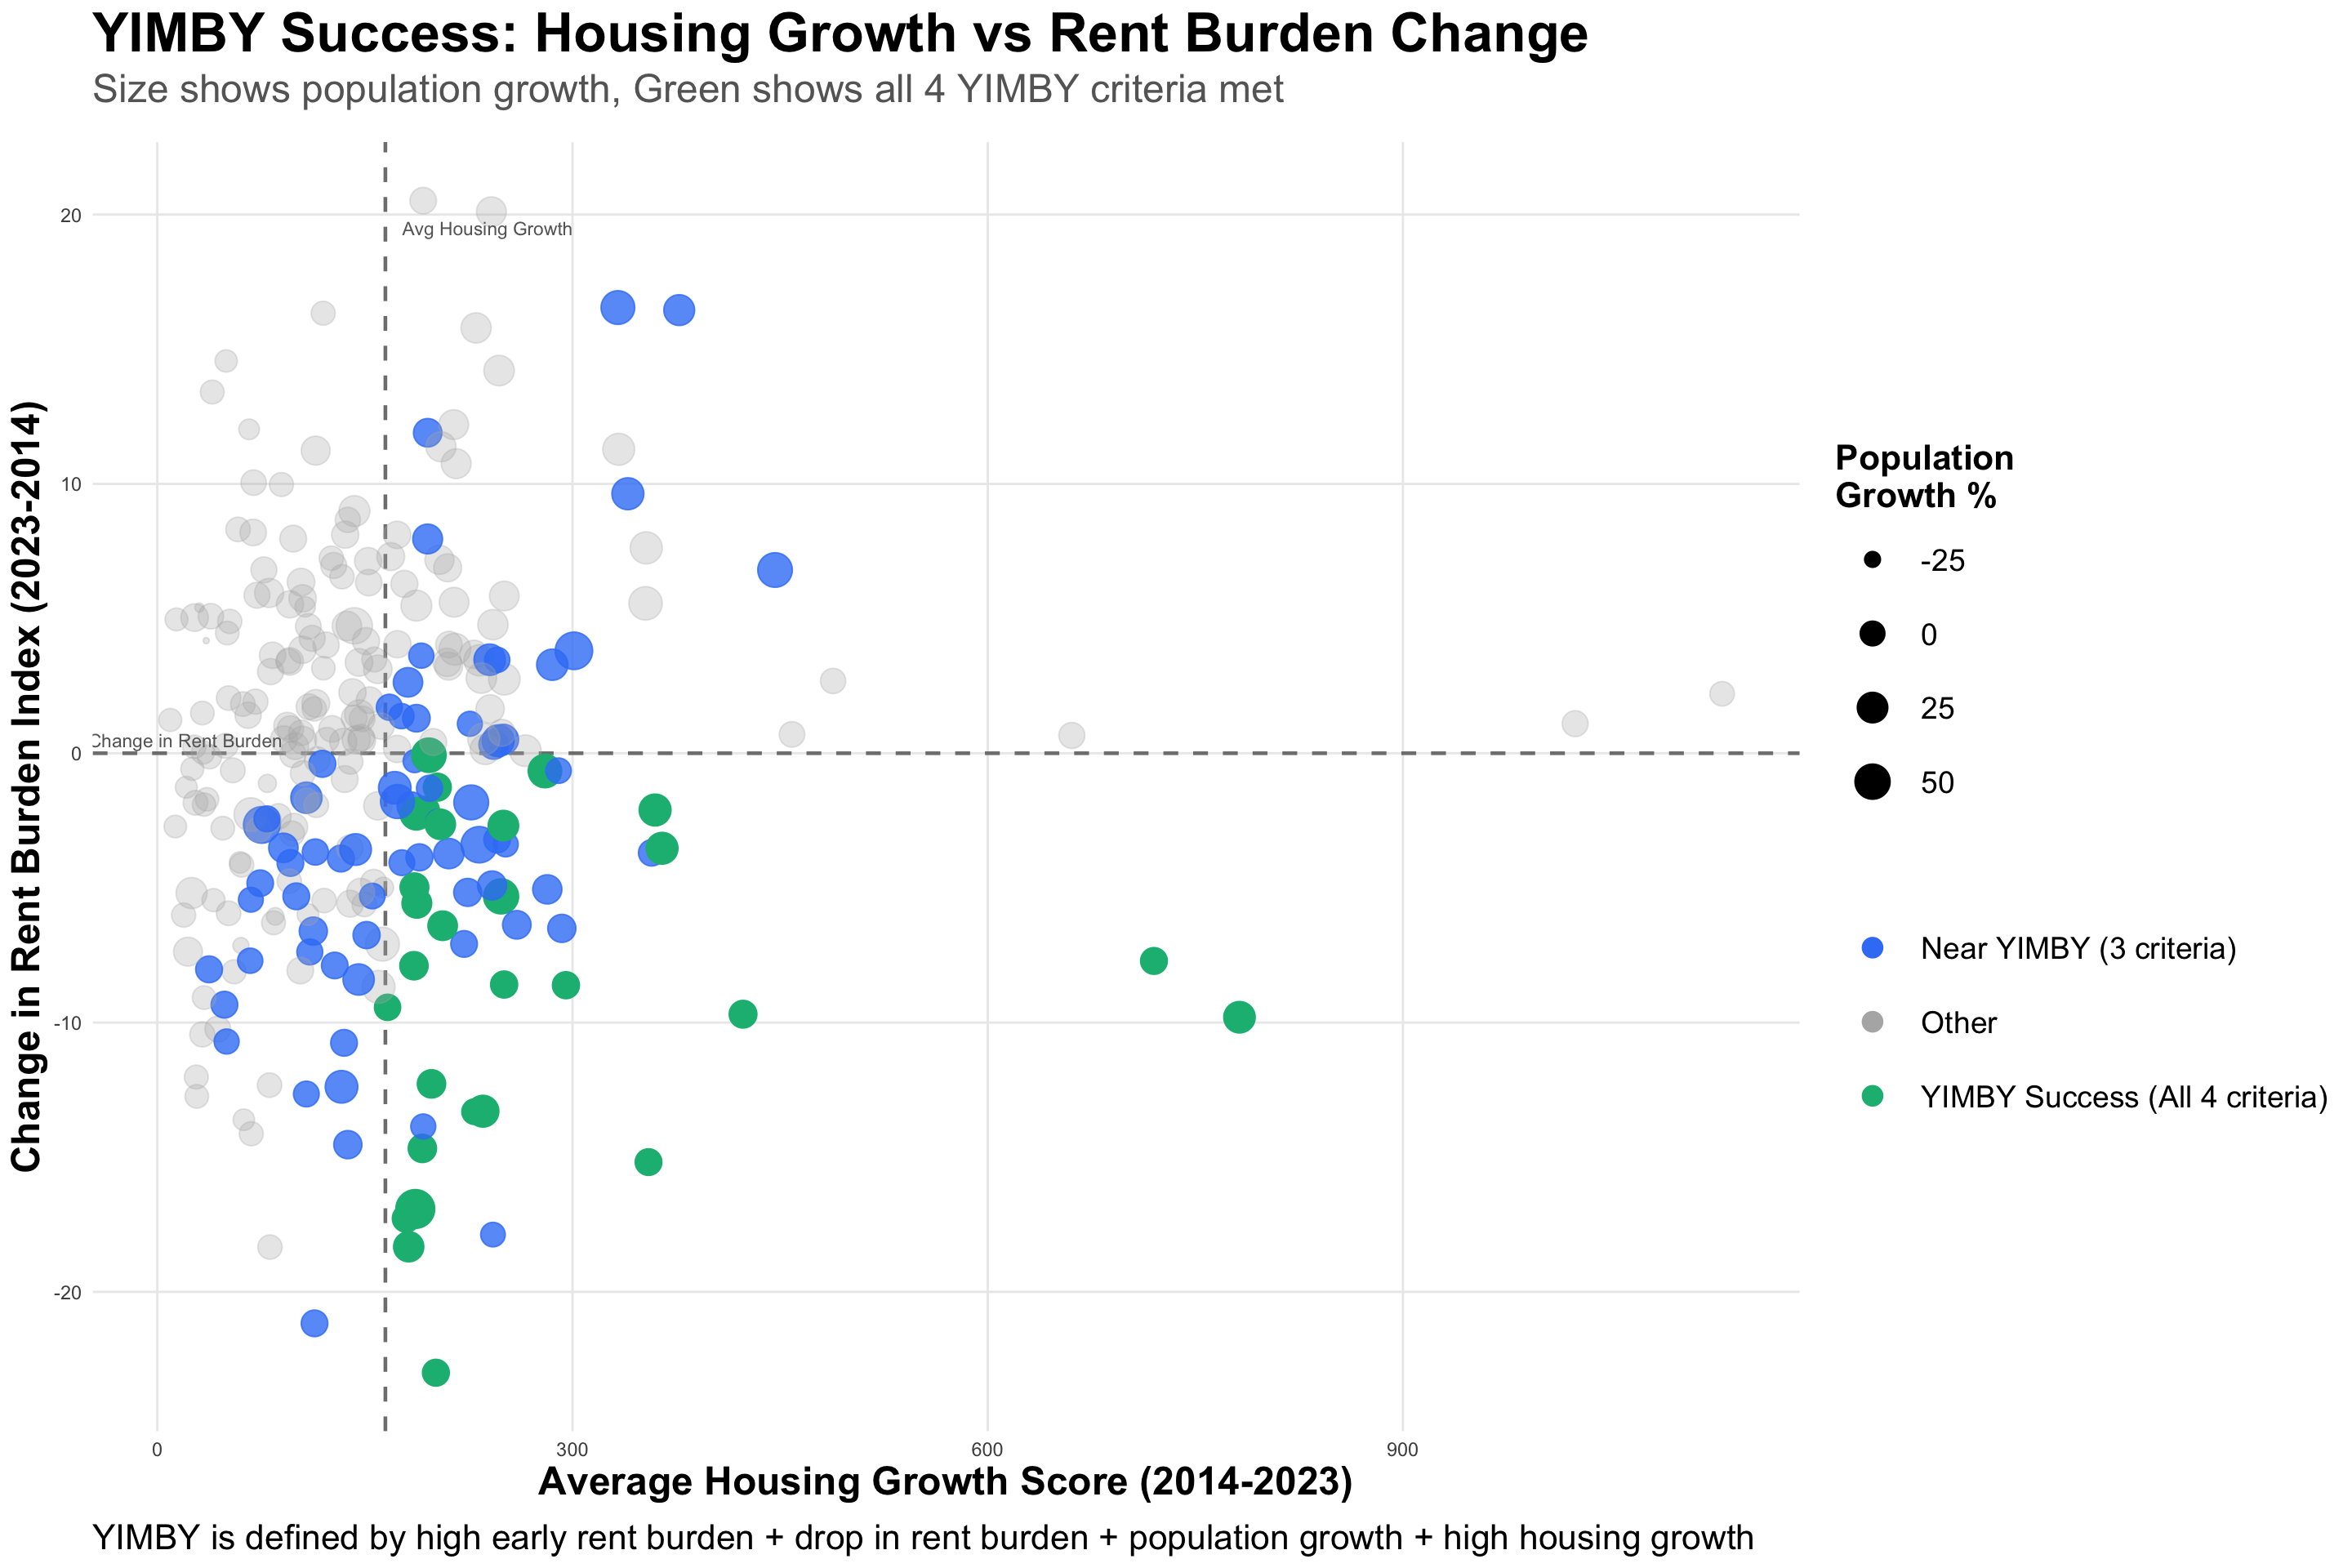 YIMBY Success: Housing Growth vs Rent Burden Change
Size shows population growth, Green shows all 4 YIMBY criteria met
Change in Rent Burden Index (2023-2014)
20
10
0
-10
-20
Avg Housing Growth
Change in Rent Burden
0
300
600
900
Average Housing Growth Score (2014-2023)
Population
Growth %
-25
0
25
50
Near YIMBY (3 criteria)
Other
YIMBY Success (All 4 criteria)
YIMBY is defined by high early rent burden + drop in rent burden + population growth + high housing growth